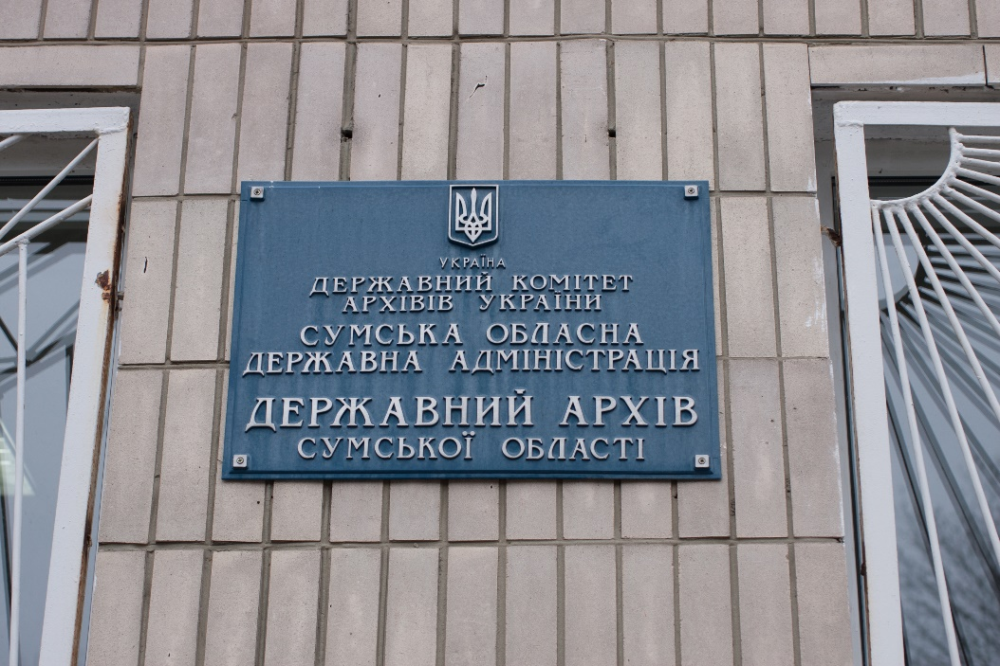 УКРАЇНА
ДЕРЖАВНИЙ КОМІТЕТ
АРХІВІВ УКРАЇНИ
СУМСЬКА ОБЛАСНА
ДЕРЖАВНА АДМІНІСТРАЦІЯ
ДЕРЖАВНИЙ АРХІВ
СУМСЬКОЇ ОБЛАСТІ